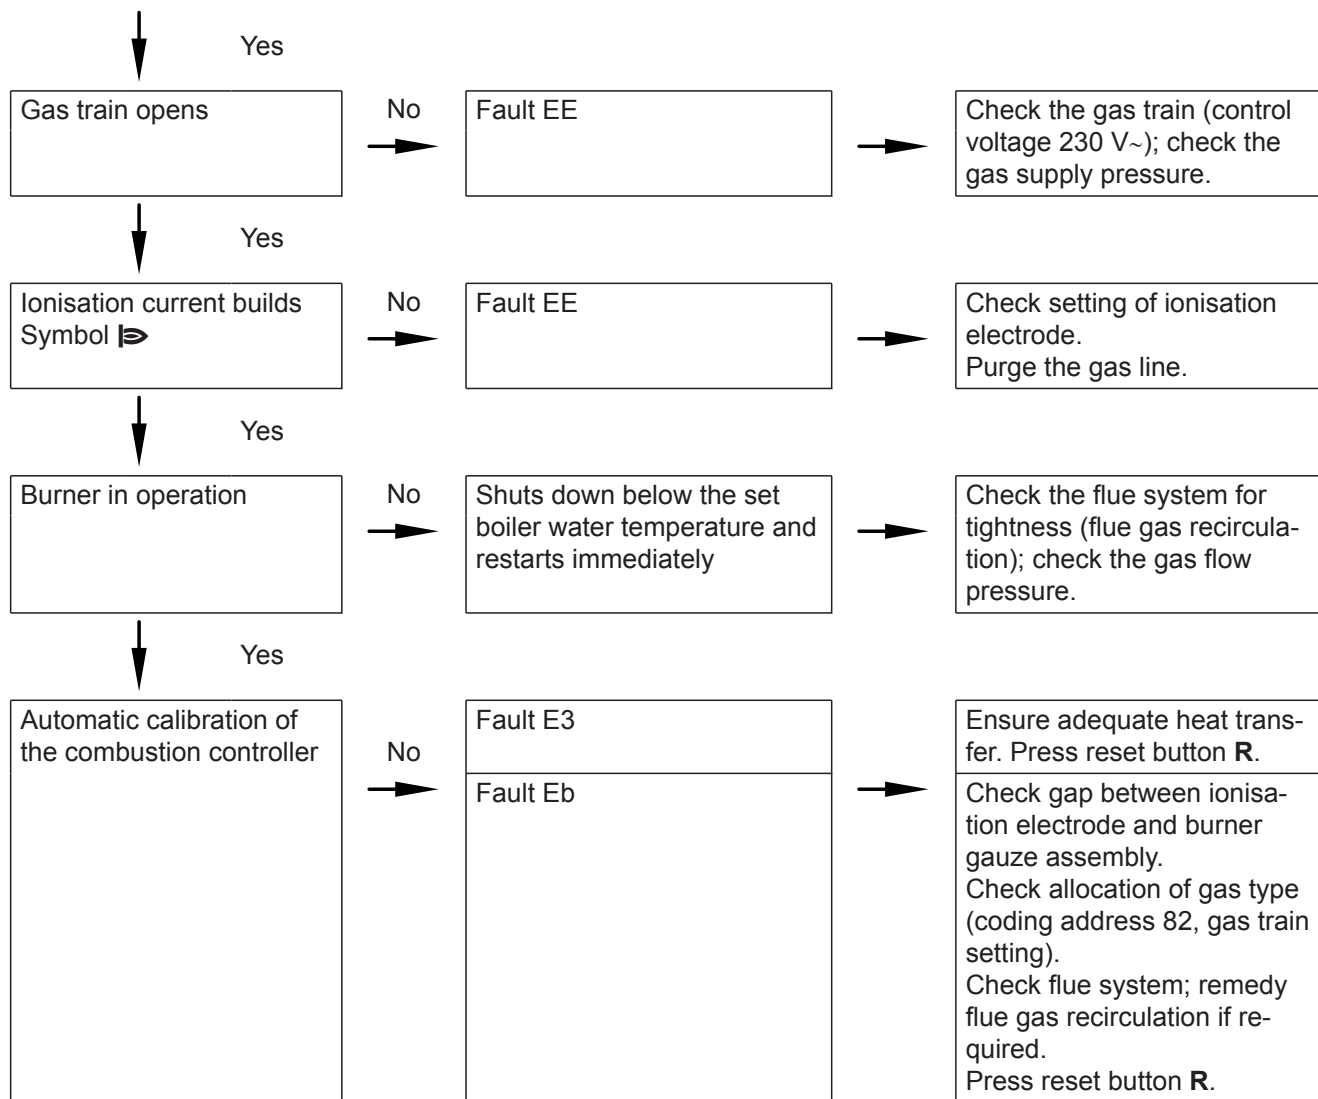 Yes
Gas train opens
No
Fault EE
Check the gas train (control
voltage 230 V~); check the
gas supply pressure.
Yes
Ionisation current builds
Symbol
No
Fault EE
Check setting of ionisation
electrode.
Purge the gas line.
Yes
Burner in operation
No
Shuts down below the set
boiler water temperature and
restarts immediately
Check the flue system for
tightness (flue gas recircula-
tion); check the gas flow
pressure.
Yes
Automatic calibration of
the combustion controller
No
Fault E3
Ensure adequate heat trans-
fer. Press reset button R.
Fault Eb
Check gap between ionisa-
tion electrode and burner
gauze assembly.
Check allocation of gas type
(coding address 82, gas train
setting).
Check flue system; remedy
flue gas recirculation if re-
quired.
Press reset button R.